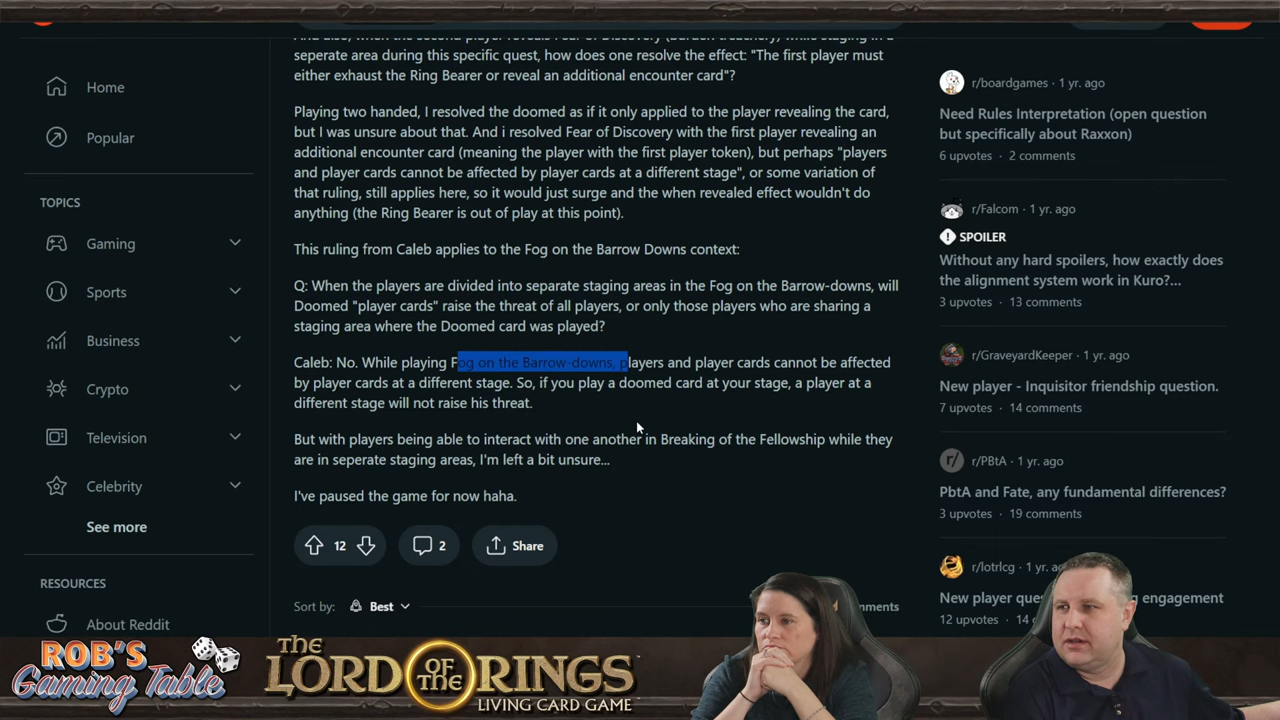 And also, when the second player reveals Fear of Discovery (burden treachery) while staging in a
seperate area during this specific quest, how does one resolve the effect: "The first player must
either exhaust the Ring Bearer or reveal an additional encounter card"?
Playing two handed, I resolved the doomed as if it only applied to the player revealing the card,
but I was unsure about that. And i resolved Fear of Discovery with the first player revealing an
additional encounter card (meaning the player with the first player token), but perhaps "players
and player cards cannot be affected by player cards at a different stage", or some variation of
that ruling, still applies here, so it would just surge and the when revealed effect wouldn't do
anything (the Ring Bearer is out of play at this point).
This ruling from Caleb applies to the Fog on the Barrow Downs context:
Q: When the players are divided into separate staging areas in the Fog on the Barrow-downs, will
Doomed "player cards" raise the threat of all players, or only those players who are sharing a
staging area where the Doomed card was played?
Caleb: No. While playing Fog on the Barrow-downs, players and player cards cannot be affected
by player cards at a different stage. So, if you play a doomed card at your stage, a player at a
different stage will not raise his threat.
But with players being able to interact with one another in Breaking of the Fellowship while they
are in seperate staging areas, I'm left a bit unsure...
I've paused the game for now haha.
12
2
Share
Sort by:
Best
Home
Popular
TOPICS
Gaming
Sports
Business
Crypto
Television
Celebrity
See more
RESOURCES
About Reddit
r/boardgames · 1 yr. ago
Need Rules Interpretation (open question
but specifically about Raxxon)
6 upvotes · 2 comments
r/Falcom · 1 yr. ago
SPOILER
Without any hard spoilers, how exactly does
the alignment system work in Kuro?...
3 upvotes · 13 comments
r/GraveyardKeeper · 1 yr. ago
New player - Inquisitor friendship question.
7 upvotes · 14 comments
r/PBtA · 1 yr. ago
PbtA and Fate, any fundamental differences?
3 upvotes · 19 comments
r/lotrlcg · 1 yr.
New player engagement
12 upvotes
ROB'S
Gaming Table
THE
LORD OF THE RINGS
LIVING CARD GAME